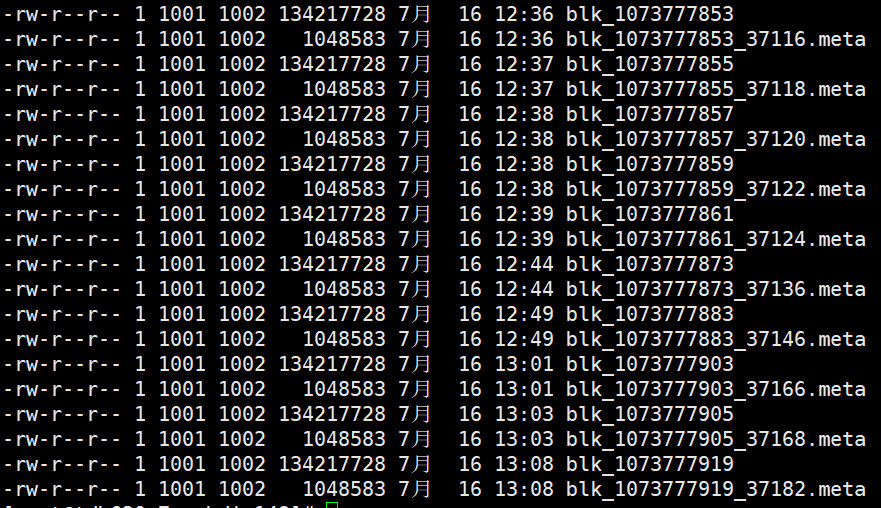 -rw-r--r-- 1 1001 1002 134217728 7月  16 12:36 blk_1073777853
-rw-r--r-- 1 1001 1002   1048583 7月  16 12:36 blk_1073777853_37116.meta
-rw-r--r-- 1 1001 1002 134217728 7月  16 12:37 blk_1073777855
-rw-r--r-- 1 1001 1002   1048583 7月  16 12:37 blk_1073777855_37118.meta
-rw-r--r-- 1 1001 1002 134217728 7月  16 12:38 blk_1073777857
-rw-r--r-- 1 1001 1002   1048583 7月  16 12:38 blk_1073777857_37120.meta
-rw-r--r-- 1 1001 1002 134217728 7月  16 12:38 blk_1073777859
-rw-r--r-- 1 1001 1002   1048583 7月  16 12:38 blk_1073777859_37122.meta
-rw-r--r-- 1 1001 1002 134217728 7月  16 12:39 blk_1073777861
-rw-r--r-- 1 1001 1002   1048583 7月  16 12:39 blk_1073777861_37124.meta
-rw-r--r-- 1 1001 1002 134217728 7月  16 12:44 blk_1073777873
-rw-r--r-- 1 1001 1002   1048583 7月  16 12:44 blk_1073777873_37136.meta
-rw-r--r-- 1 1001 1002 134217728 7月  16 12:49 blk_1073777883
-rw-r--r-- 1 1001 1002   1048583 7月  16 12:49 blk_1073777883_37146.meta
-rw-r--r-- 1 1001 1002 134217728 7月  16 13:01 blk_1073777903
-rw-r--r-- 1 1001 1002   1048583 7月  16 13:01 blk_1073777903_37166.meta
-rw-r--r-- 1 1001 1002 134217728 7月  16 13:03 blk_1073777905
-rw-r--r-- 1 1001 1002   1048583 7月  16 13:03 blk_1073777905_37168.meta
-rw-r--r-- 1 1001 1002 134217728 7月  16 13:08 blk_1073777919
-rw-r--r-- 1 1001 1002   1048583 7月  16 13:08 blk_1073777919_37182.meta